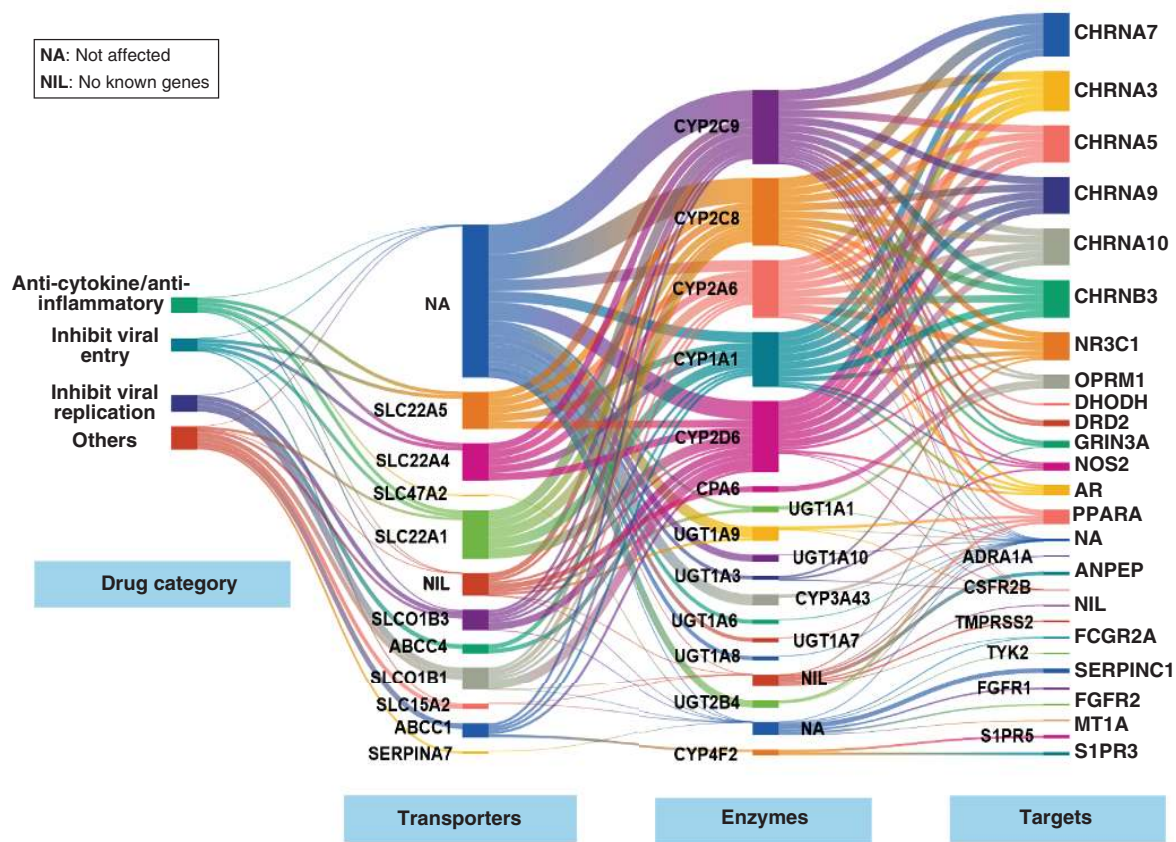 NA: Not affected
NIL: No known genes
Anti-cytokine/anti-
inflammatory
Inhibit viral
entry
Inhibit viral
replication
Others
Drug category
NA
SLC22A5
SLC22A4
SLC47A2
SLC22A1
NIL
SLCO1B3
ABCC4
SLCO1B1
SLC15A2
ABCC1
SERPINA7
Transporters
CYP2C9
CYP2C8
CYP2A6
CYP1A1
CYP2D6
CPA6
UGT1A1
UGT1A9
UGT1A10
UGT1A3
CYP3A43
UGT1A6
UGT1A7
UGT1A8
NIL
UGT2B4
NA
CYP4F2
Enzymes
CHRNA7
CHRNA3
CHRNA5
CHRNA9
CHRNA10
CHRNB3
NR3C1
OPRM1
DHODH
DRD2
GRIN3A
NOS2
AR
PPARA
NA
ADRA1A
ANPEP
CSFR2B
NIL
TMPRSS2
FCGR2A
TYK2
SERPINC1
FGFR1
FGFR2
MT1A
S1PR5
S1PR3
Targets